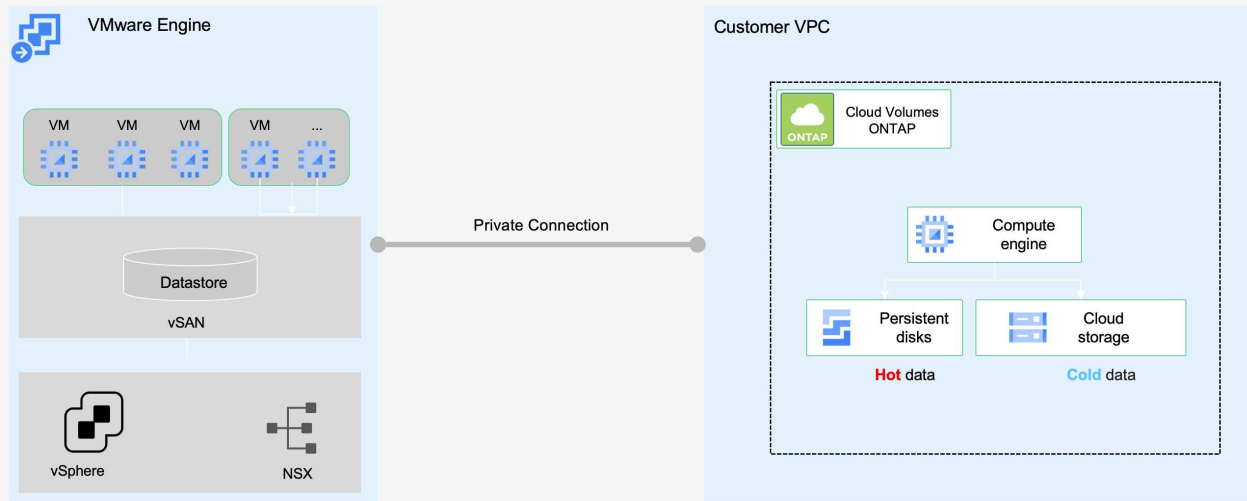 VMware Engine
VM VM VM VM ...
Datastore
vSAN
vSphere
NSX
Private Connection
Customer VPC
ONTAP
Cloud Volumes
ONTAP
Compute
engine
Persistent
disks
Cloud
storage
Hot data
Cold data